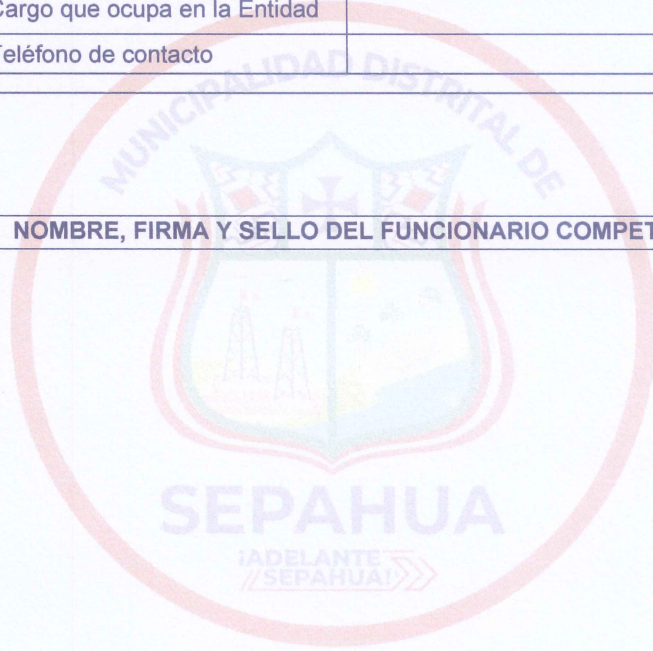 Cargo que ocupa en la Entidad
Teléfono de contacto
MUNICIPALIDAD DISTRITAL DE
NOMBRE, FIRMA Y SELLO DEL FUNCIONARIO COMPET
SEPAHUA
¡ADELANTE
SEPAHUA!